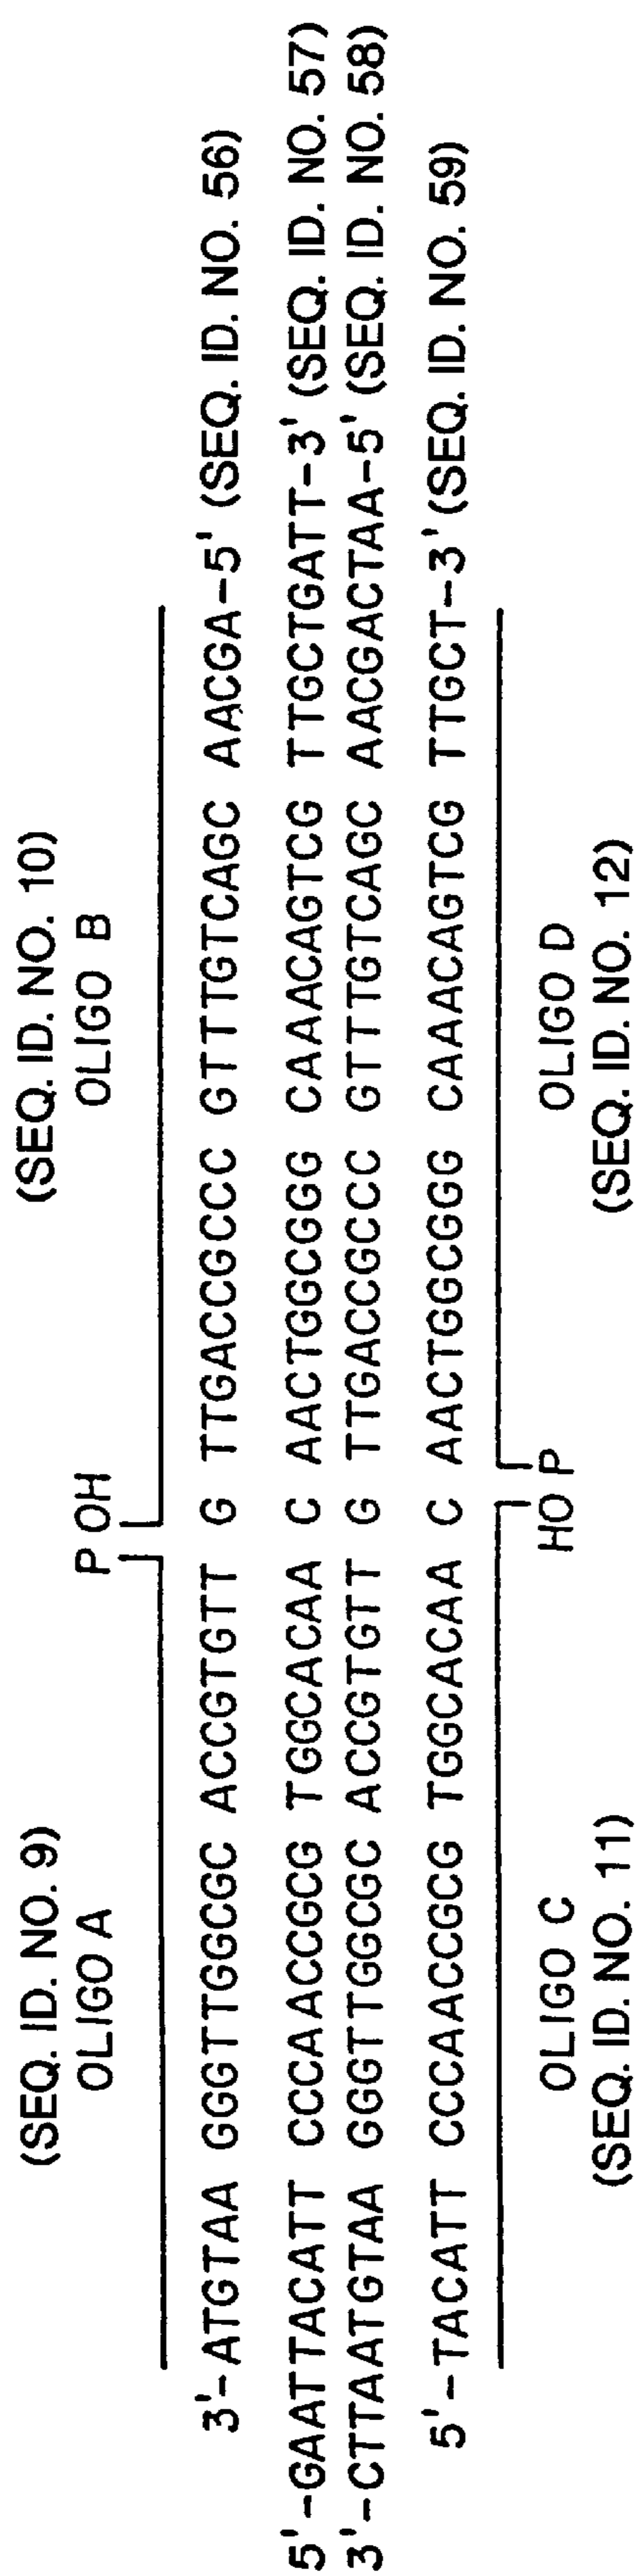 (SEQ. ID. NO. 9) (SEQ. ID. NO. 10)
OLIGO A OLIGO B
P OH
3'-ATGTAA GGGTTGGCGC ACCGTGTT G TTGACCGCCC GTTTGTCAGC AACGA-5' (SEQ. ID. NO. 56)
5'-GAATTACATT CCCAACCGCG TGGCACAA C AACTGGCGGG CAAACAGTCG TTGCTGATT-3' (SEQ. ID. NO. 57)
3'-CTTAATGTAA GGGTTGGCGC ACCGTGTT G TTGACCGCCC GTTTGTCAGC AACGACTAA-5' (SEQ. ID. NO. 58)
5'-TACATT CCCAACCGCG TGGCACAA C AACTGGCGGG CAAACAGTCG TTGCT-3' (SEQ. ID. NO. 59)
HO P
OLIGO C OLIGO D
(SEQ. ID. NO. 11) (SEQ. ID. NO. 12)